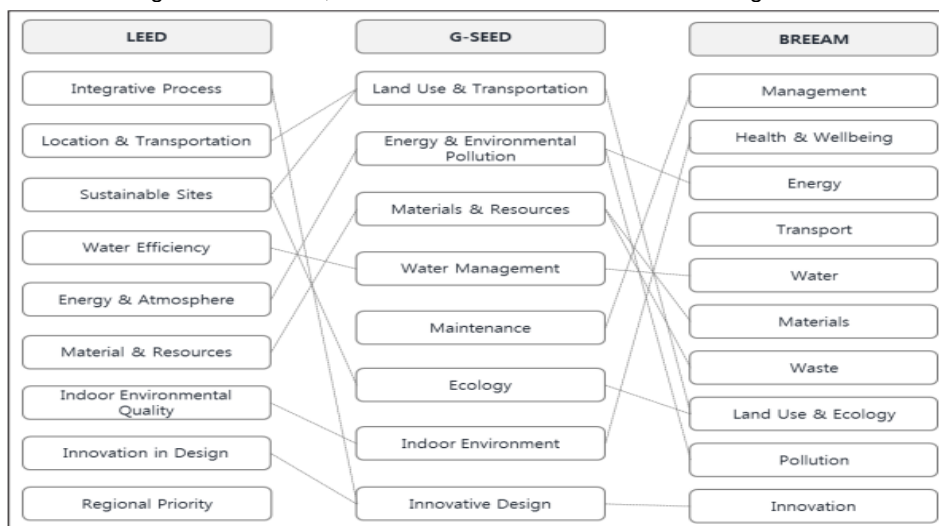 LEED
G-SEED
BREEAM
Integrative Process
Location & Transportation
Sustainable Sites
Water Efficiency
Energy & Atmosphere
Material & Resources
Indoor Environmental
Quality
Innovation in Design
Regional Priority
Land Use & Transportation
Energy & Environmental
Pollution
Materials & Resources
Water Management
Maintenance
Ecology
Indoor Environment
Innovative Design
Management
Health & Wellbeing
Energy
Transport
Water
Materials
Waste
Land Use & Ecology
Pollution
Innovation